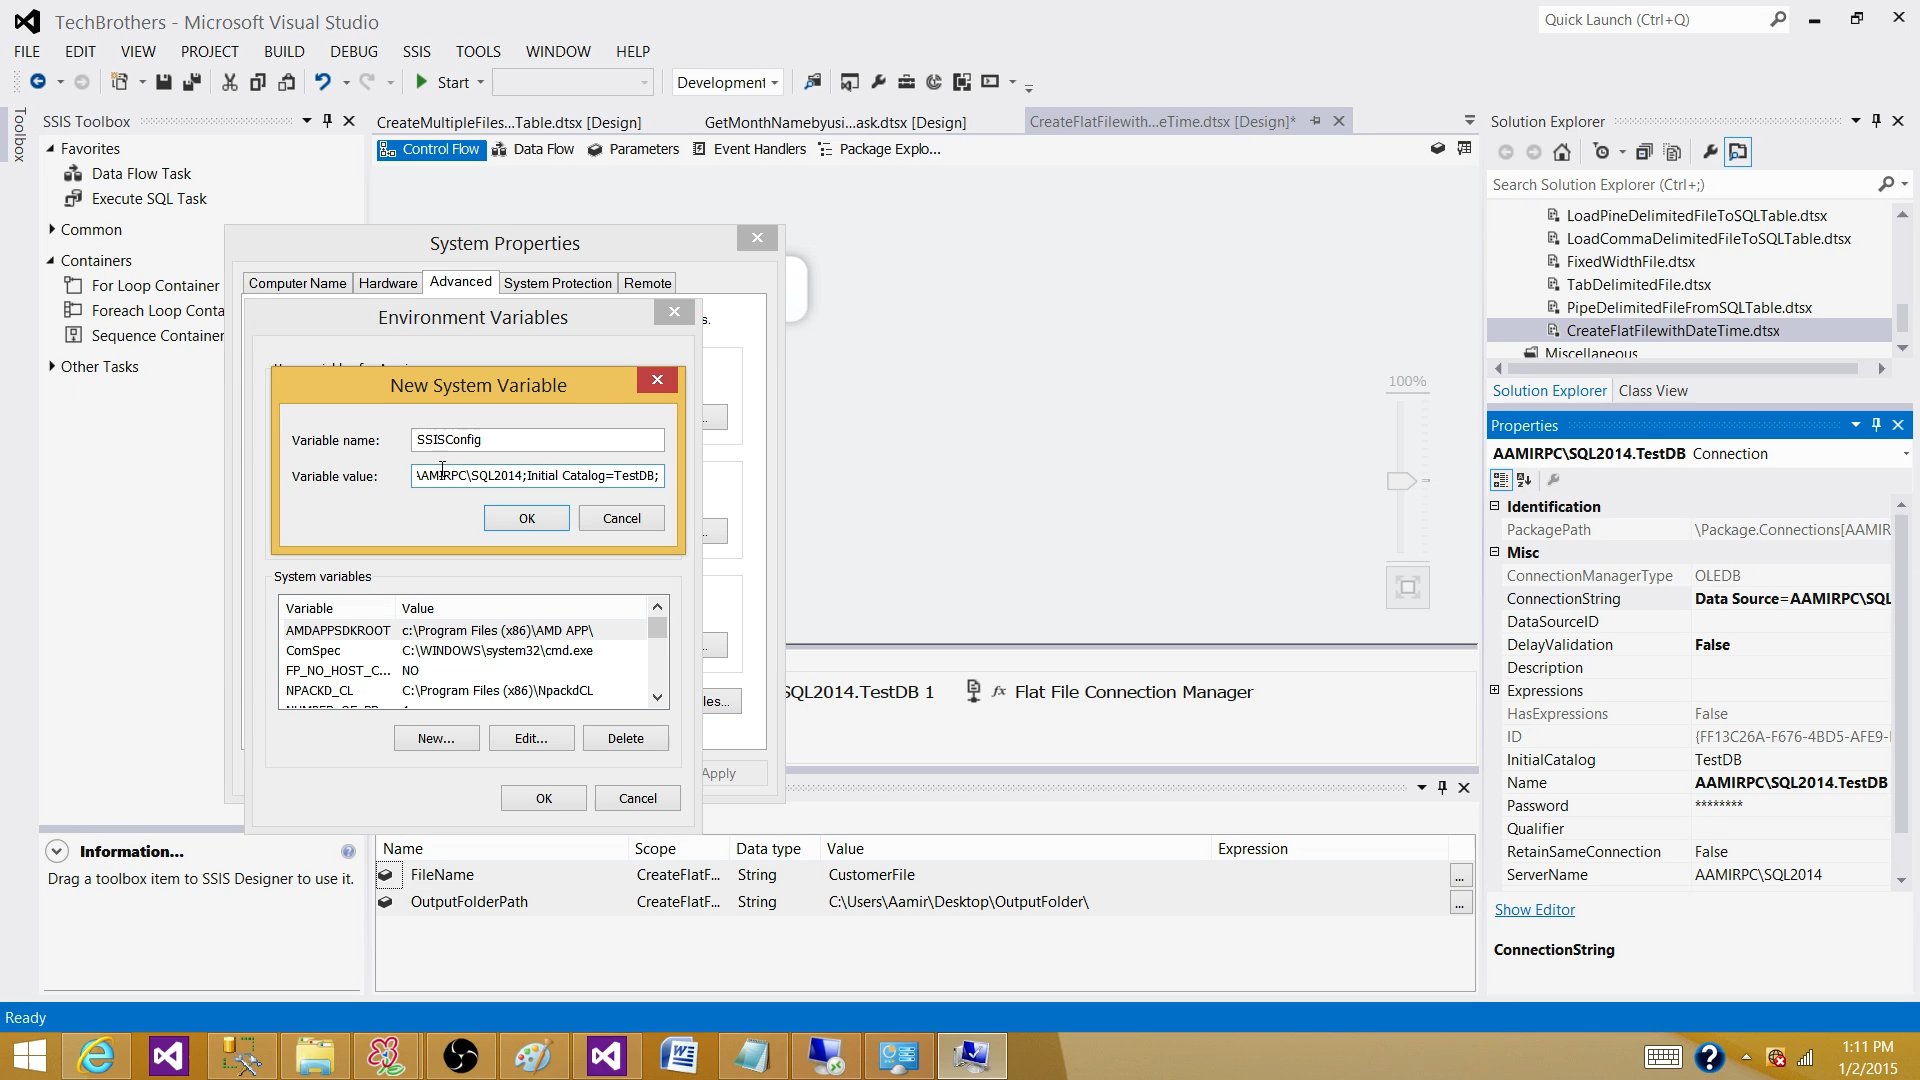 TechBrothers - Microsoft Visual Studio
Quick Launch (Ctrl+Q)
FILE EDIT VIEW PROJECT BUILD DEBUG SSIS TOOLS WINDOW HELP
Start
Development
Toolbox
SSIS Toolbox
Favorites
Data Flow Task
Execute SQL Task
Common
Containers
For Loop Container
Foreach Loop Conta
Sequence Container
Other Tasks
Information...
Drag a toolbox item to SSIS Designer to use it.
CreateMultipleFiles...Table.dtsx [Design]
GetMonthNamebyusi...ask.dtsx [Design]
CreateFlatFilewith...eTime.dtsx [Design]*
Control Flow
Data Flow
Parameters
Event Handlers
Package Explo...
100%
System Properties
Computer Name
Hardware
Advanced
System Protection
Remote
s.
Environment Variables
New System Variable
Variable name:
SSISConfig
Variable value:
AMIRPC\SQL2014;Initial Catalog=TestDB;
OK
Cancel
System variables
Variable Value
AMDAPPSDKROOT c:\Program Files (x86)\AMD APP\
ComSpec C:\WINDOWS\system32\cmd.exe
FP_NO_HOST_C... NO
NPACKD_CL C:\Program Files (x86)\NpackdCL
New...
Edit...
Delete
OK
Cancel
les...
Apply
SQL2014.TestDB 1
fx Flat File Connection Manager
Name Scope Data type Value Expression
FileName CreateFlatF... String CustomerFile ...
OutputFolderPath CreateFlatF... String C:\Users\Aamir\Desktop\OutputFolder\ ...
Solution Explorer
Search Solution Explorer (Ctrl+;)
LoadPineDelimitedFileToSQLTable.dtsx
LoadCommaDelimitedFileToSQLTable.dtsx
FixedWidthFile.dtsx
TabDelimitedFile.dtsx
PipeDelimitedFileFromSQLTable.dtsx
CreateFlatFilewithDateTime.dtsx
Miscellaneous
Solution Explorer
Class View
Properties
AAMIRPC\SQL2014.TestDB Connection
Identification
PackagePath \Package.Connections[AAMIR
Misc
ConnectionManagerType OLEDB
ConnectionString Data Source=AAMIRPC\SQL
DataSourceID
DelayValidation False
Description
Expressions
HasExpressions False
ID {FF13C26A-F676-4BD5-AFE9-
InitialCatalog TestDB
Name AAMIRPC\SQL2014.TestDB
Password ********
Qualifier
RetainSameConnection False
ServerName AAMIRPC\SQL2014
Show Editor
ConnectionString
Ready
1:11 PM
1/2/2015